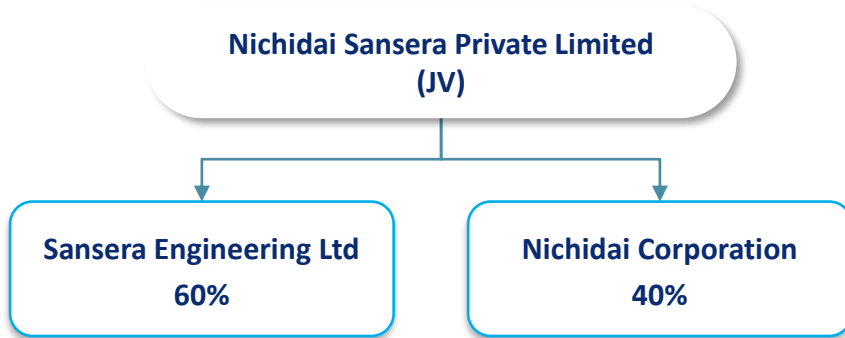 Nichidai Sansera Private Limited
(JV)
Sansera Engineering Ltd
60%
Nichidai Corporation
40%